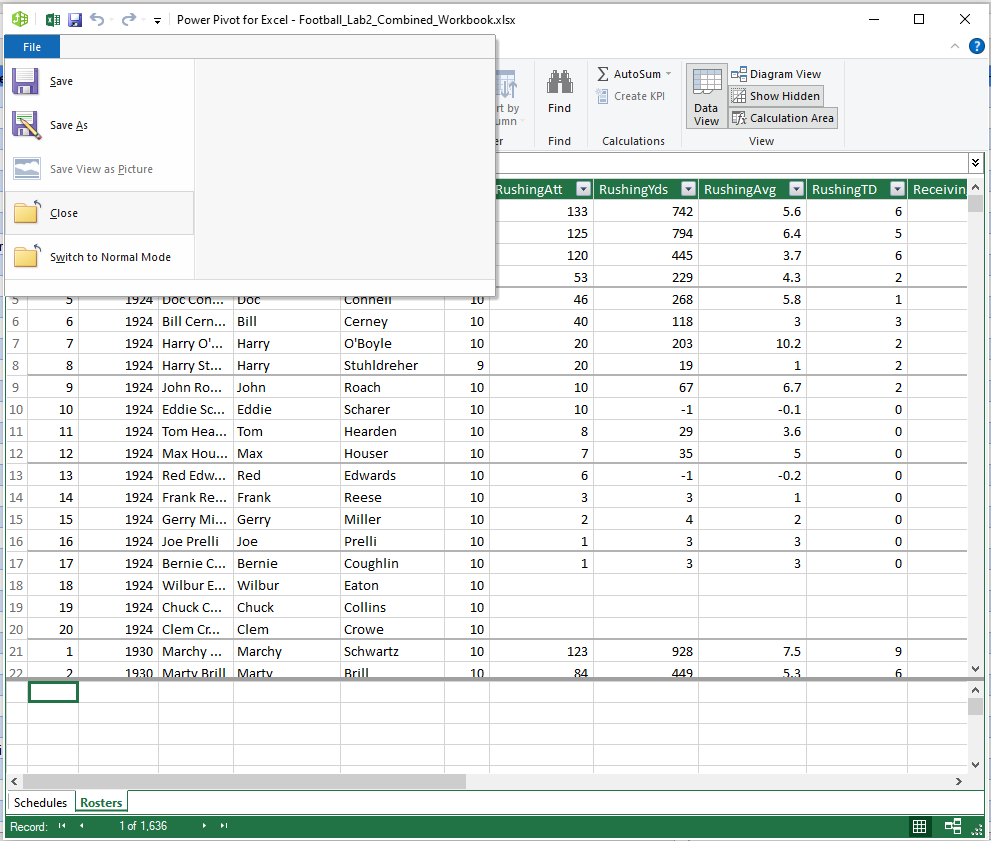 Power Pivot for Excel - Football_Lab2_Combined_Workbook.xlsx
File
Save
Save As
Save View as Picture
Close
Switch to Normal Mode
Find
Find
AutoSum
Create KPI
Calculations
Data View
Diagram View
Show Hidden
Calculation Area
View
RushingAtt RushingYds RushingAvg RushingTD Receivin
133 742 5.6 6
125 794 6.4 5
120 445 3.7 6
53 229 4.3 2
5 5 1924 Doc Con... Doc Connell 10 46 268 5.8 1
6 6 1924 Bill Cern... Bill Cerney 10 40 118 3 3
7 7 1924 Harry O'... Harry O'Boyle 10 20 203 10.2 2
8 8 1924 Harry St... Harry Stuhldreher 9 20 19 1 2
9 9 1924 John Ro... John Roach 10 10 67 6.7 2
10 10 1924 Eddie Sc... Eddie Scharer 10 10 -1 -0.1 0
11 11 1924 Tom Hea... Tom Hearden 10 8 29 3.6 0
12 12 1924 Max Hou... Max Houser 10 7 35 5 0
13 13 1924 Red Edw... Red Edwards 10 6 -1 -0.2 0
14 14 1924 Frank Re... Frank Reese 10 3 3 1 0
15 15 1924 Gerry Mi... Gerry Miller 10 2 4 2 0
16 16 1924 Joe Prelli Joe Prelli 10 1 3 3 0
17 17 1924 Bernie C... Bernie Coughlin 10 1 3 3 0
18 18 1924 Wilbur E... Wilbur Eaton 10
19 19 1924 Chuck C... Chuck Collins 10
20 20 1924 Clem Cr... Clem Crowe 10
21 1 1930 Marchy ... Marchy Schwartz 10 123 928 7.5 9
22 2 1930 Marty Brill Marty Brill 10 84 449 5.3 6
Schedules Rosters
Record: 1 of 1,636